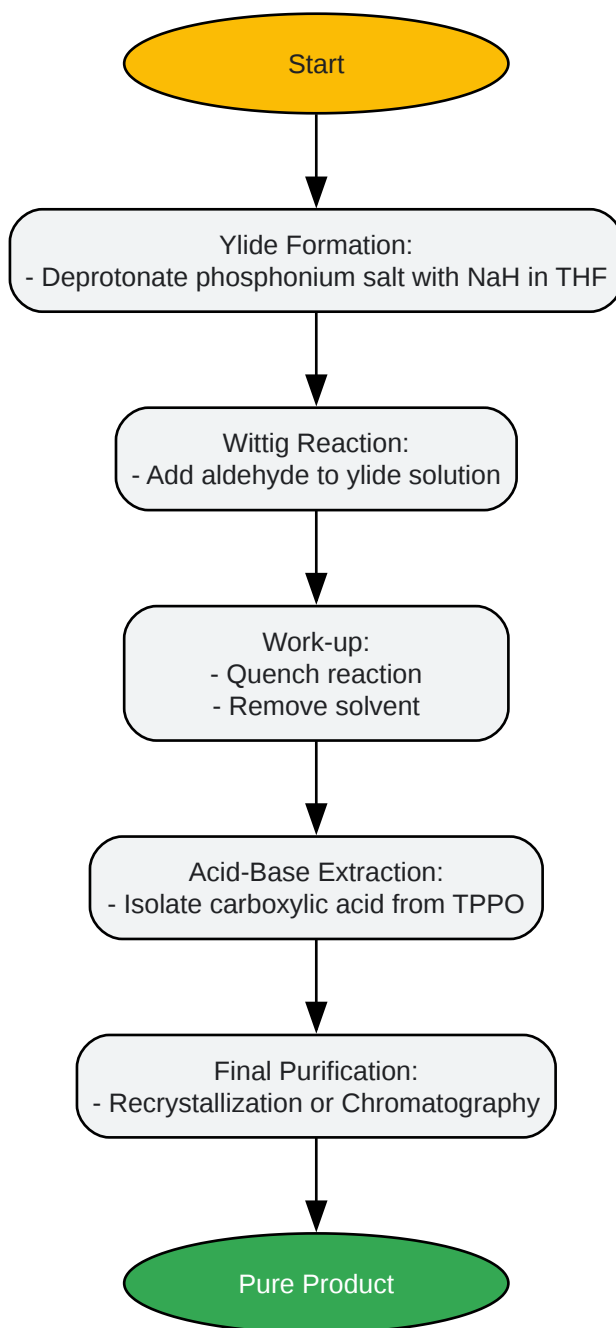 Start
Ylide Formation:
- Deprotonate phosphonium salt with NaH in THF
Wittig Reaction:
- Add aldehyde to ylide solution
Work-up:
- Quench reaction
- Remove solvent
Acid-Base Extraction:
- Isolate carboxylic acid from TPPO
Final Purification:
- Recrystallization or Chromatography
Pure Product